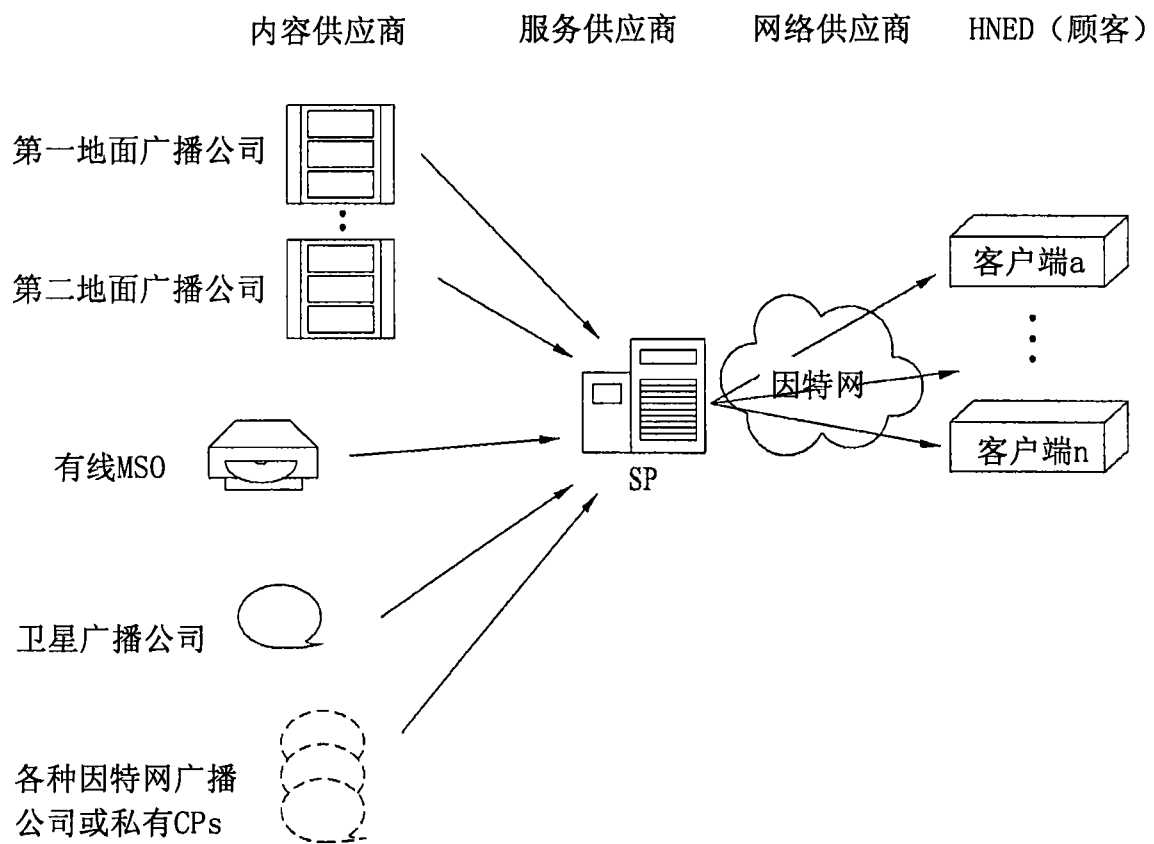 内容供应商
服务供应商
网络供应商
HNED（顾客）
第一地面广播公司
第二地面广播公司
客户端a
因特网
客户端n
有线MSO
SP
卫星广播公司
各种因特网广播
公司或私有CPs